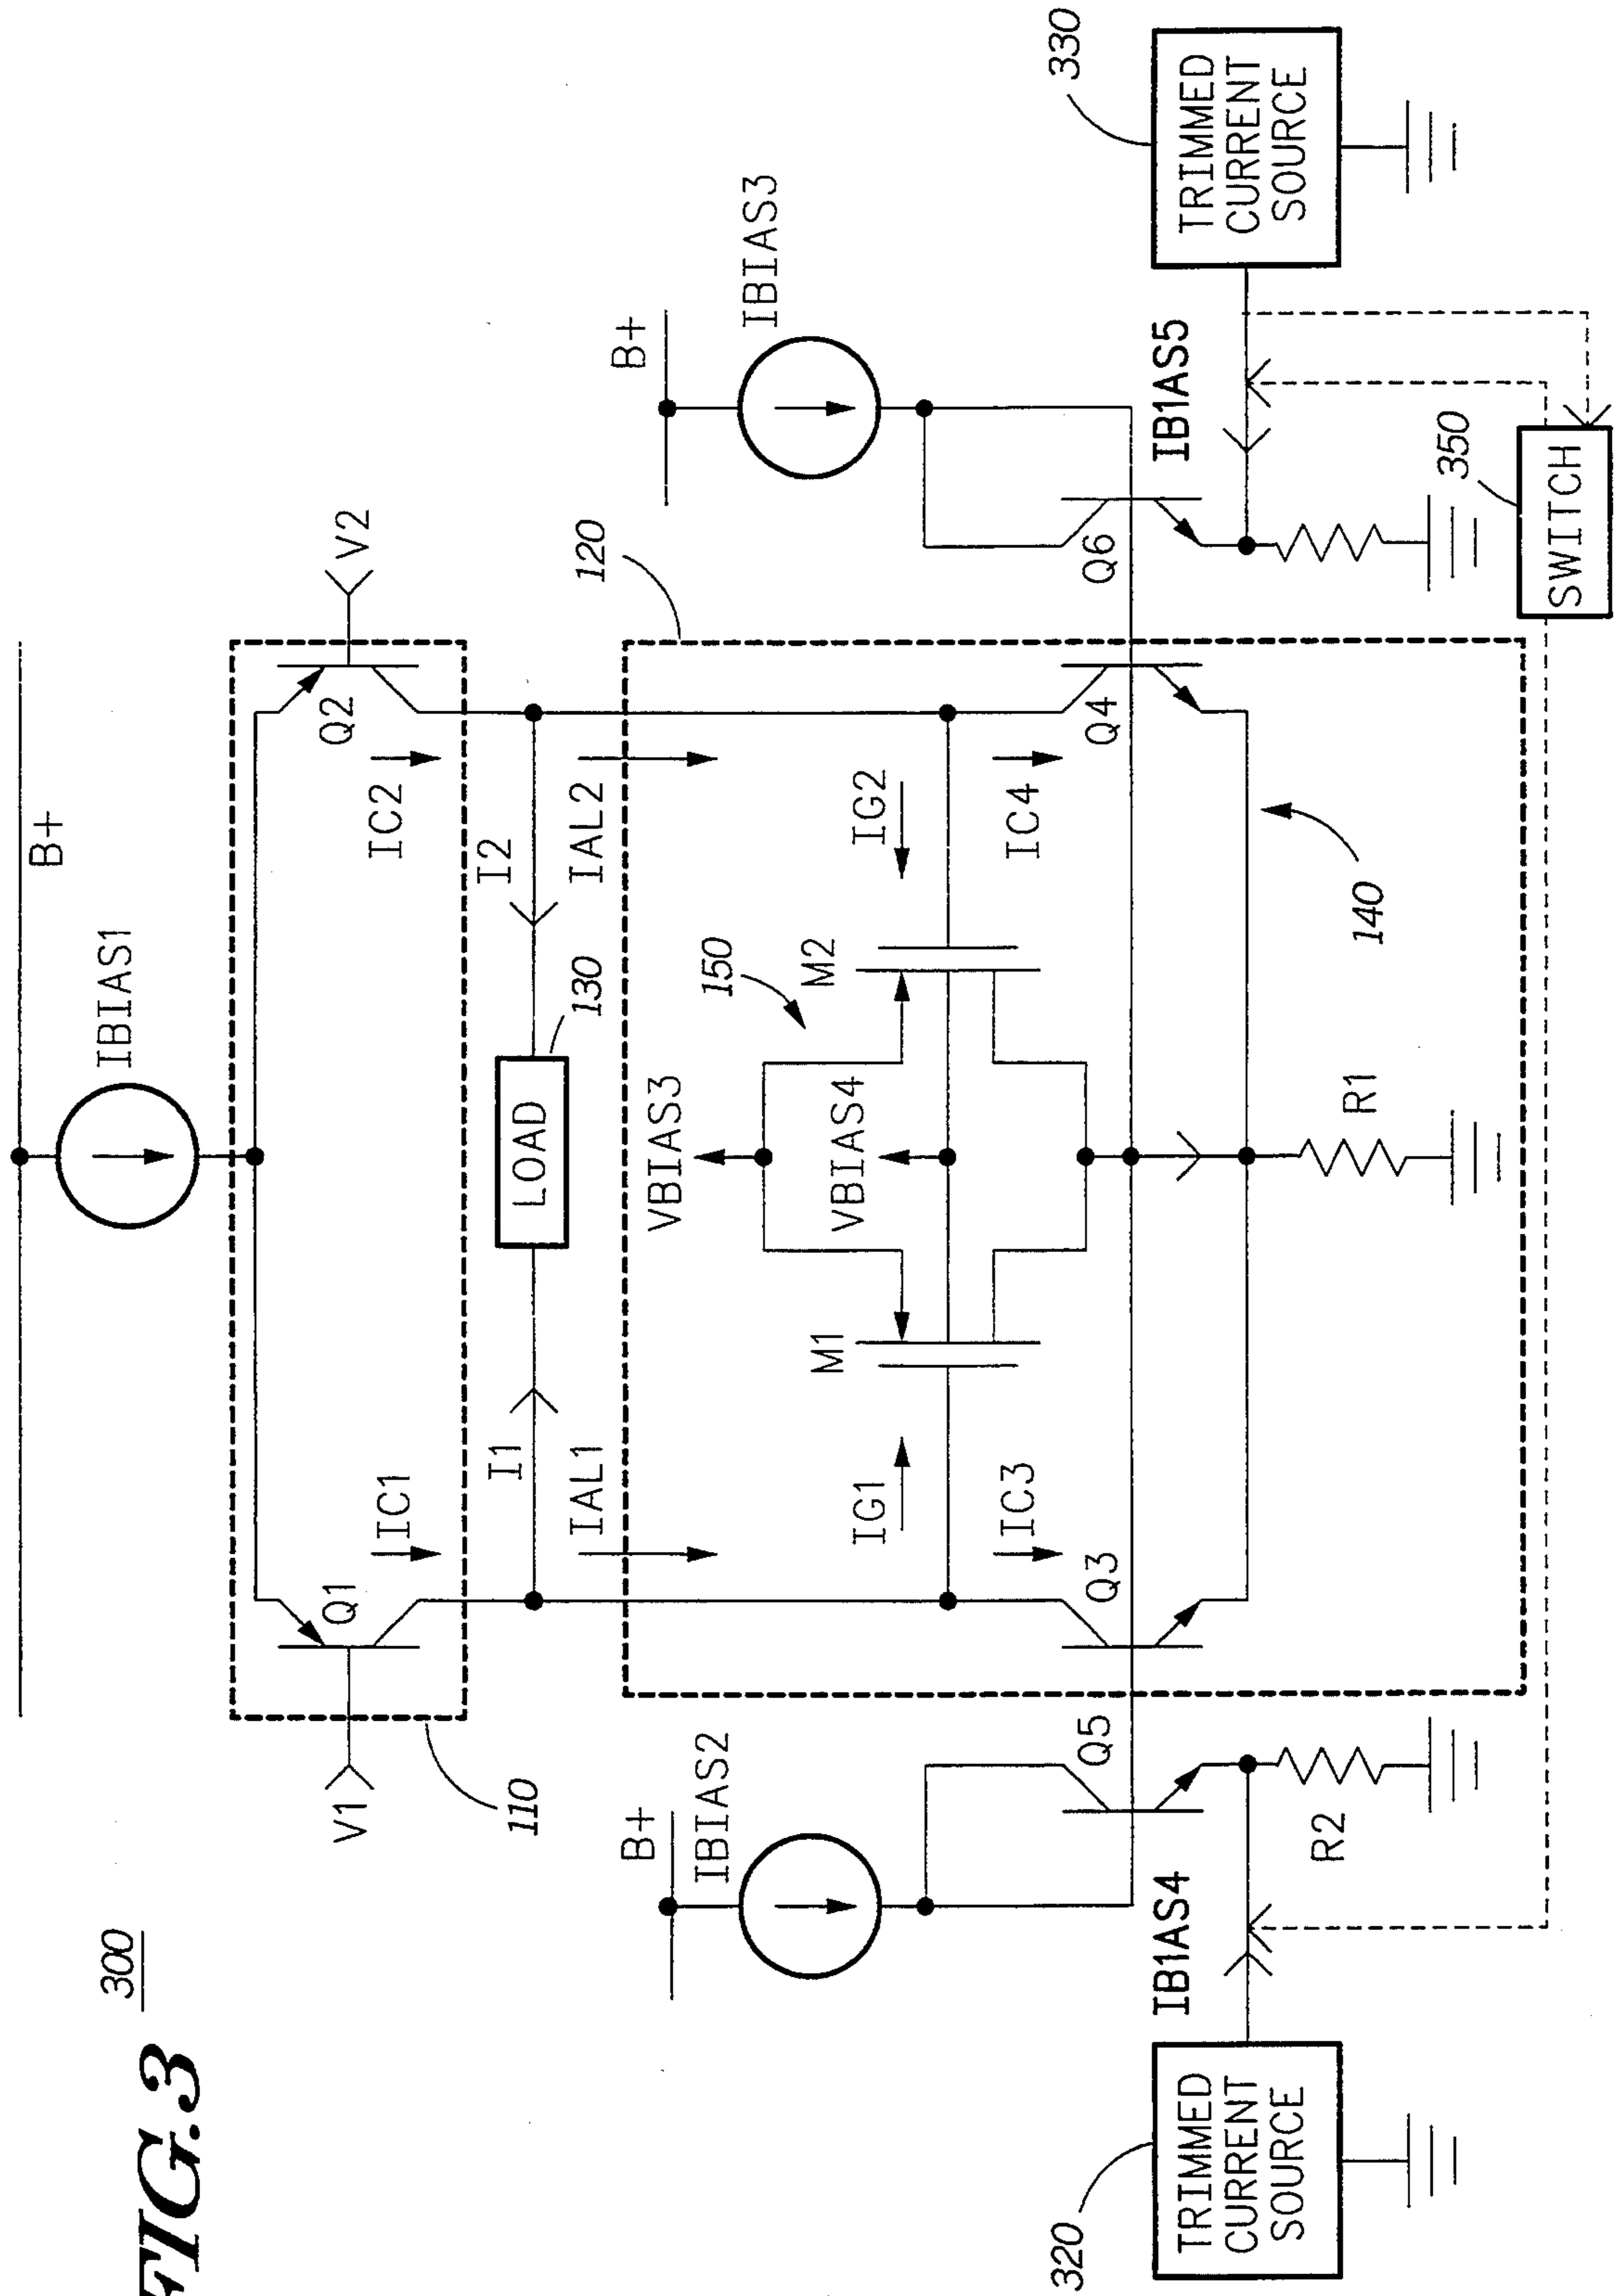 FIG.3
300
B+
IBIAS1
V1
Q1
Q2
V2
110
IC1
IC2
I1
LOAD
I2
130
IAL1
IAL2
120
B+
IBIAS2
B+
IBIAS3
VBIAS3
150
VBIAS4
M1
M2
IG1
IG2
IC3
IC4
Q5
Q3
Q4
Q6
320
TRIMMED
CURRENT
SOURCE
IB1AS4
R2
R1
140
IB1AS5
330
TRIMMED
CURRENT
SOURCE
350
SWITCH